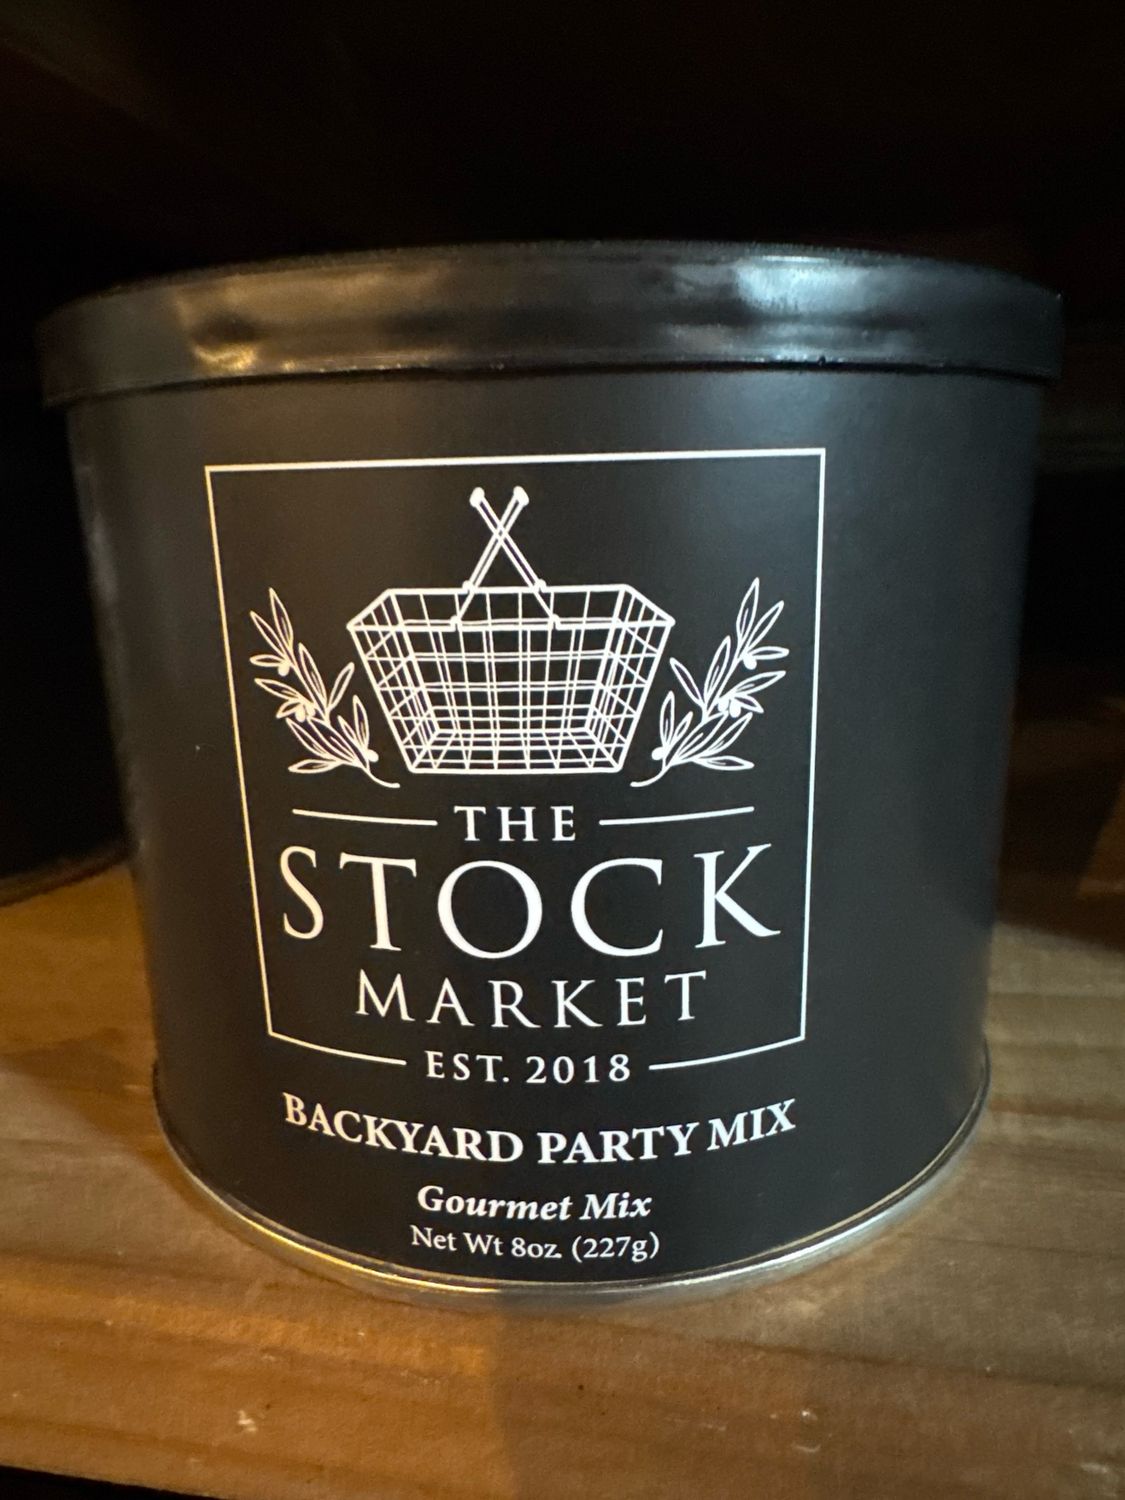 THE
STOCK
MARKET
EST. 2018
BACKYARD PARTY MIX
Gourmet Mix
Net Wt 8oz. (227g)